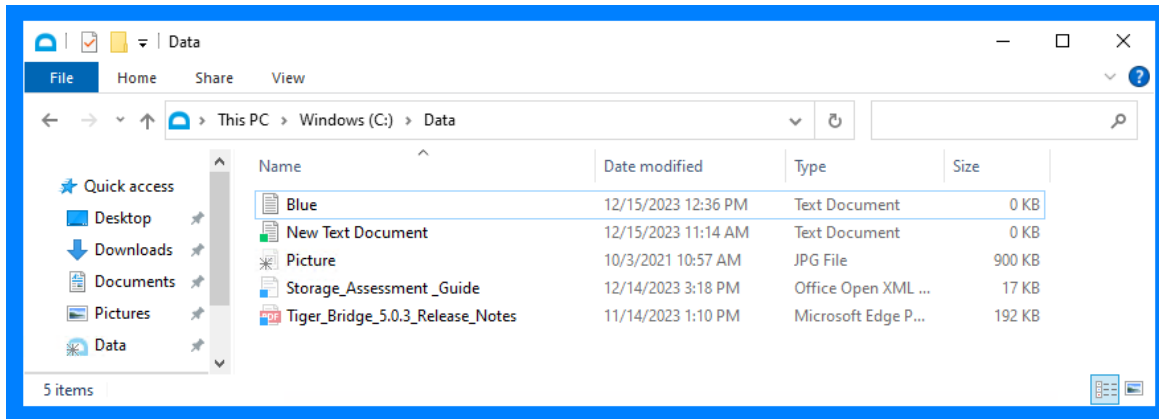 Data
File Home Share View
This PC > Windows (C:) > Data
Name Date modified Type Size
Quick access
Desktop
Downloads
Documents
Pictures
Data
Blue 12/15/2023 12:36 PM Text Document 0 KB
New Text Document 12/15/2023 11:14 AM Text Document 0 KB
Picture 10/3/2021 10:57 AM JPG File 900 KB
Storage_Assessment _Guide 12/14/2023 3:18 PM Office Open XML ... 17 KB
PDF Tiger_Bridge_5.0.3_Release_Notes 11/14/2023 1:10 PM Microsoft Edge P... 192 KB
5 items